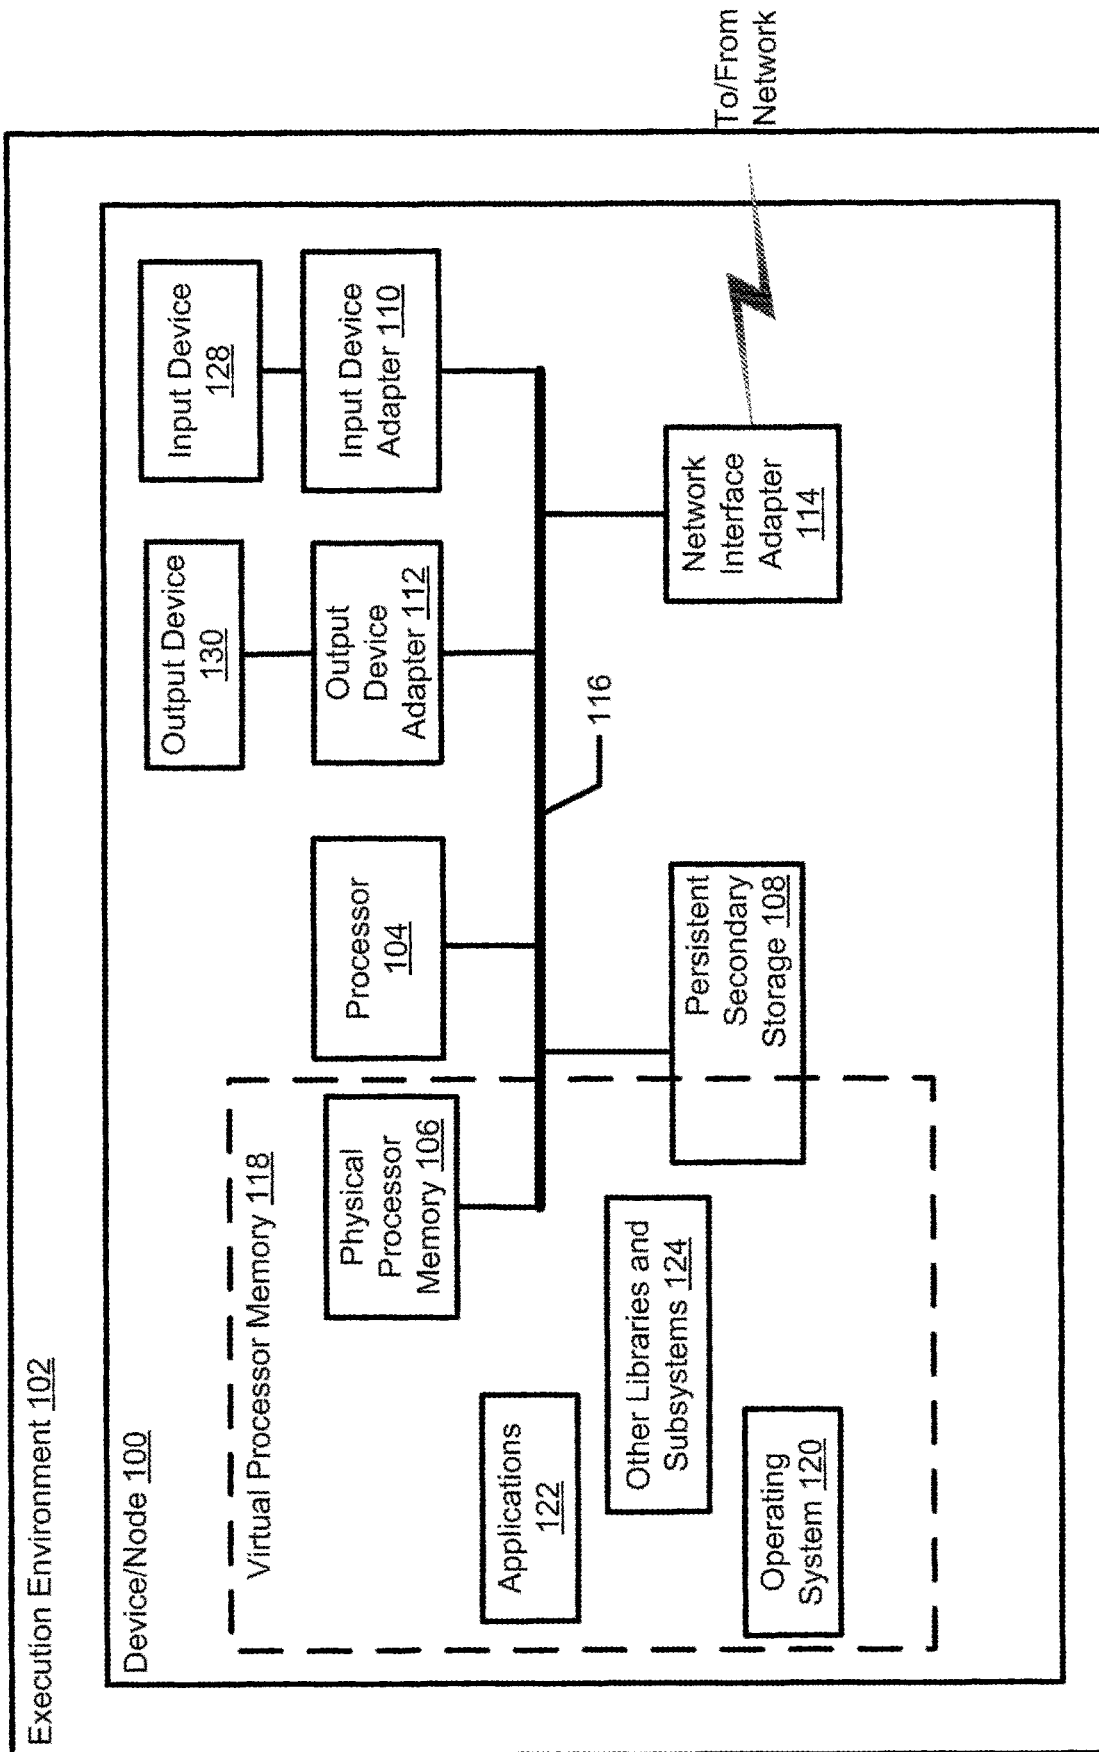 Execution Environment 102
Device/Node 100
Virtual Processor Memory 118
Physical
Processor
Memory 106
Processor
104
Output Device
130
Output
Device
Adapter 112
Input Device
128
Input Device
Adapter 110
116
Applications
122
Other Libraries and
Subsystems 124
Operating
System 120
Persistent
Secondary
Storage 108
Network
Interface
Adapter
114
To/From
Network